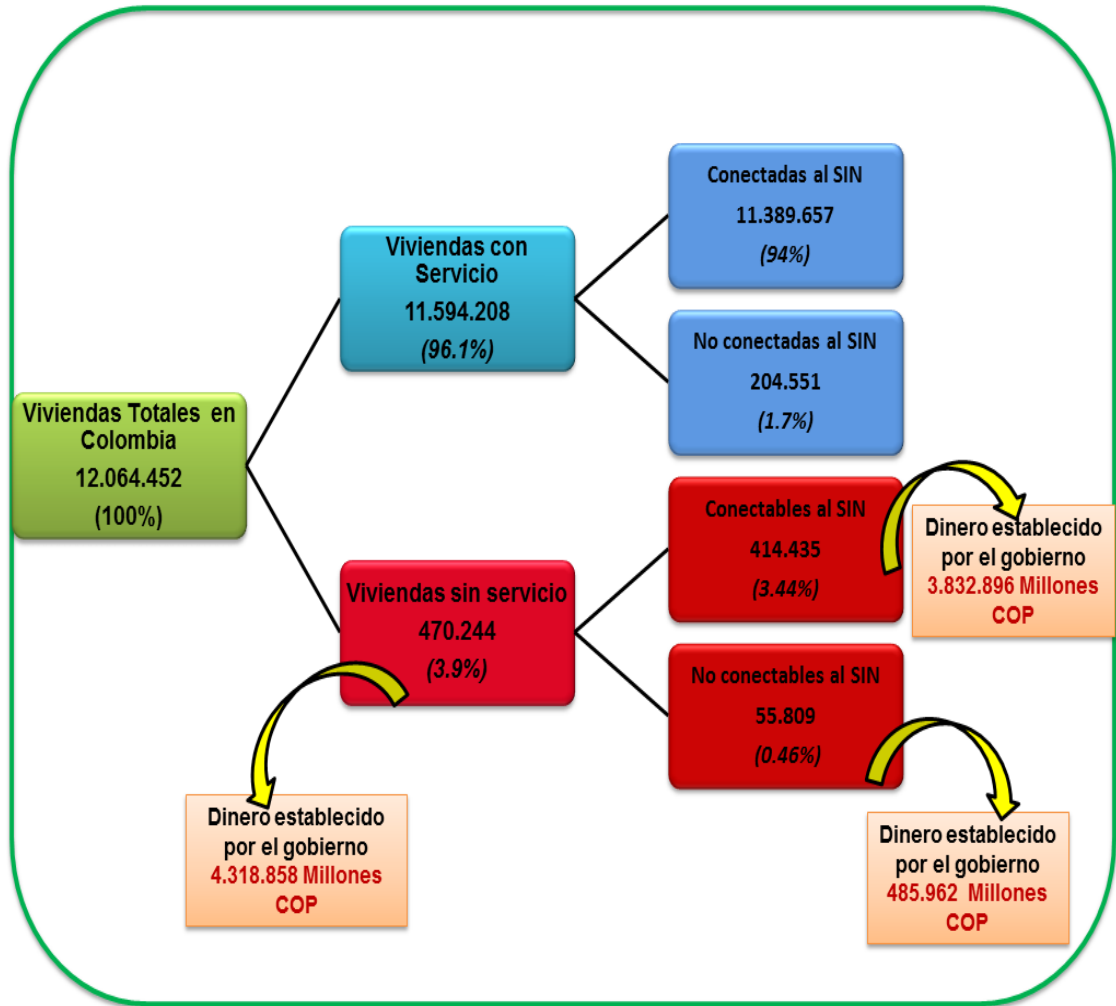 Viviendas Totales en
Colombia
12.064.452
(100%)
Viviendas con
Servicio
11.594.208
(96.1%)
Conectadas al SIN
11.389.657
(94%)
No conectadas al SIN
204.551
(1.7%)
Viviendas sin servicio
470.244
(3.9%)
Conectables al SIN
414.435
(3.44%)
No conectables al SIN
55.809
(0.46%)
Dinero establecido
por el gobierno
3.832.896 Millones
COP
Dinero establecido
por el gobierno
4.318.858 Millones
COP
Dinero establecido
por el gobierno
485.962 Millones
COP